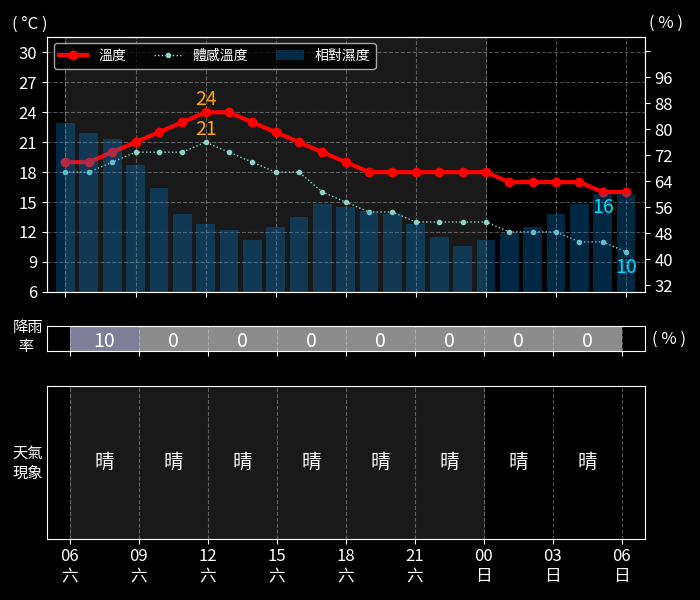 ( °C )
( % )
溫度 體感溫度 相對濕度
30
27
24
21
18
15
12
9
6
96
88
80
72
64
56
48
40
32
24
21
16
10
降雨
率
10 0 0 0 0 0 0 0
( % )
天氣
現象
晴 晴 晴 晴 晴 晴 晴 晴
06 09 12 15 18 21 00 03 06
六 六 六 六 六 六 日 日 日